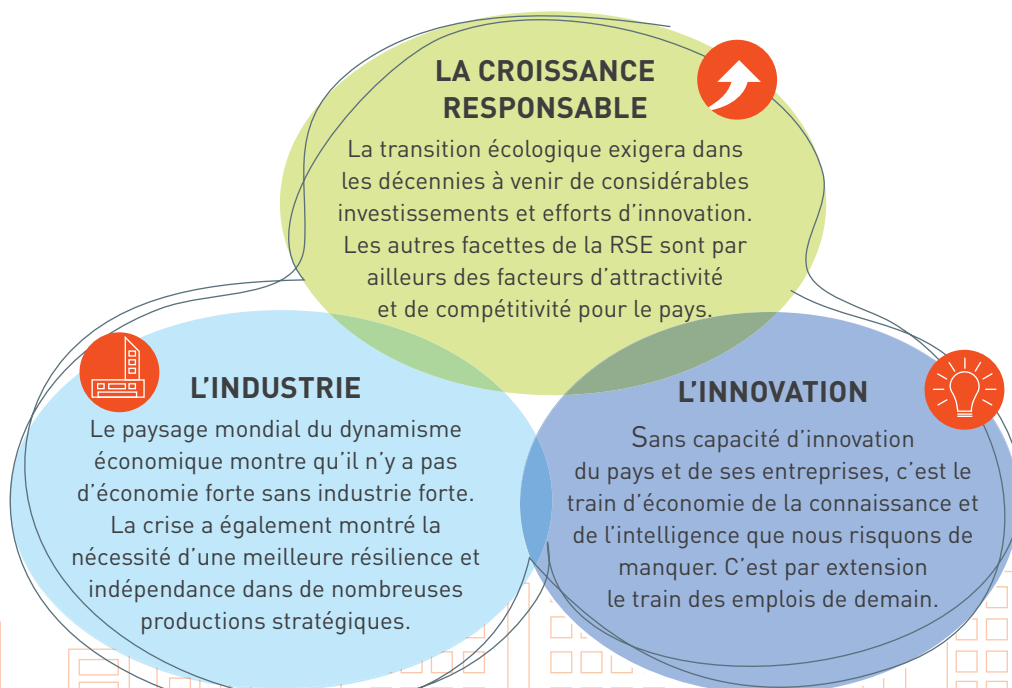 LA CROISSANCE
RESPONSABLE
La transition écologique exigera dans
les décennies à venir de considérables
investissements et efforts d’innovation.
Les autres facettes de la RSE sont par
ailleurs des facteurs d’attractivité
et de compétitivité pour le pays.
L’INDUSTRIE
Le paysage mondial du dynamisme
économique montre qu’il n’y a pas
d’économie forte sans industrie forte.
La crise a également montré la
nécessité d’une meilleure résilience et
indépendance dans de nombreuses
productions stratégiques.
L’INNOVATION
Sans capacité d’innovation
du pays et de ses entreprises, c’est le
train d’économie de la connaissance et
de l’intelligence que nous risquons de
manquer. C’est par extension
le train des emplois de demain.